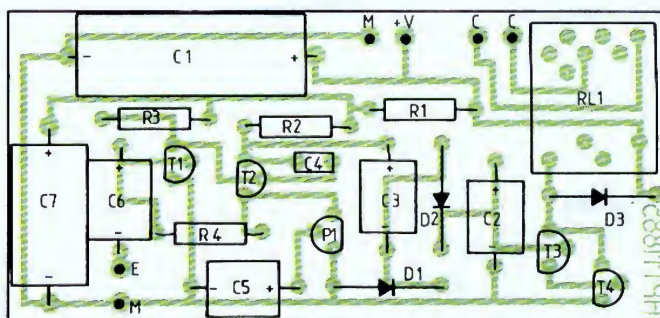 M +V C C
- C1 +
RL1
R3 R2 R1
T1 T2 C4
C7 C6 C3 D2 C2 D3
R4 P1 T3
E D1
M - C5 + T4